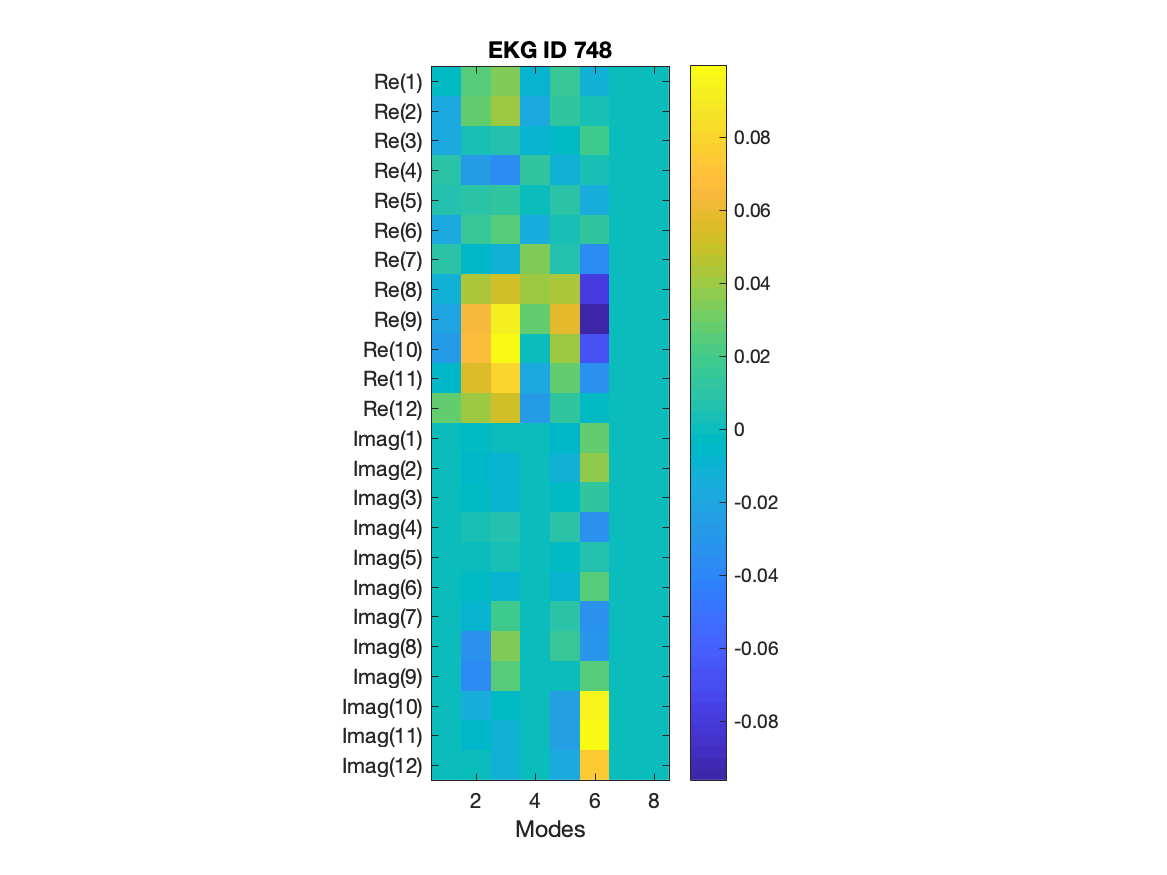 EKG ID 748
Re(1)
Re(2)
Re(3)
Re(4)
Re(5)
Re(6)
Re(7)
Re(8)
Re(9)
Re(10)
Re(11)
Re(12)
Imag(1)
Imag(2)
Imag(3)
Imag(4)
Imag(5)
Imag(6)
Imag(7)
Imag(8)
Imag(9)
Imag(10)
Imag(11)
Imag(12)
2 4 6 8
Modes
0.08
0.06
0.04
0.02
0
-0.02
-0.04
-0.06
-0.08